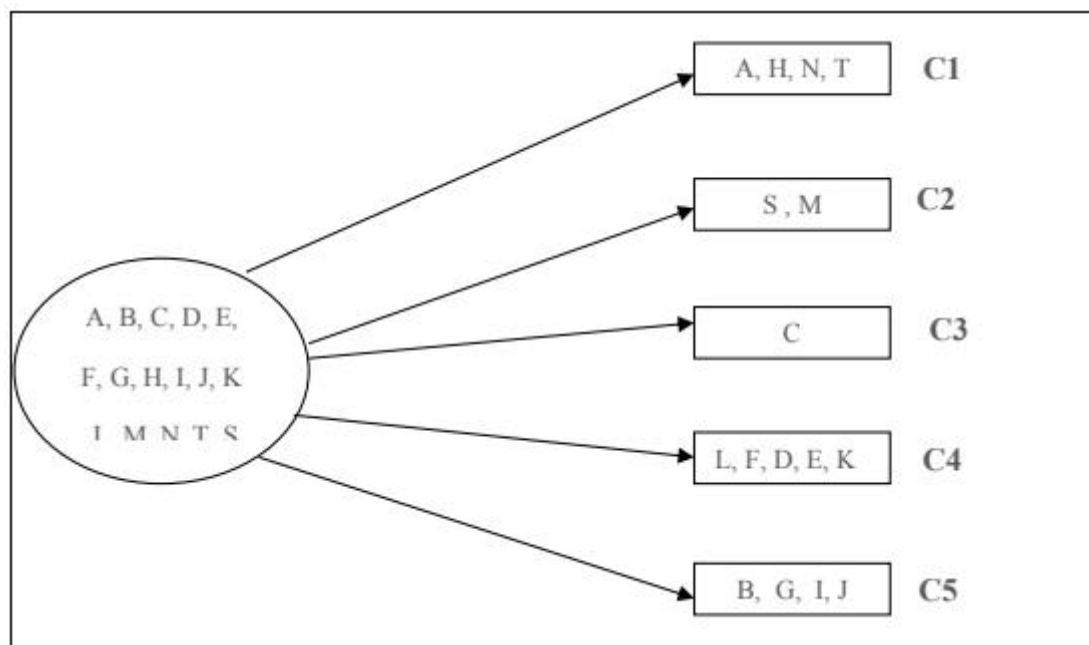 A, H, N, T C1
S , M C2
A, B, C, D, E,
F, G, H, I, J, K
L, M, N, T, S
C C3
L, F, D, E, K C4
B, G, I, J C5